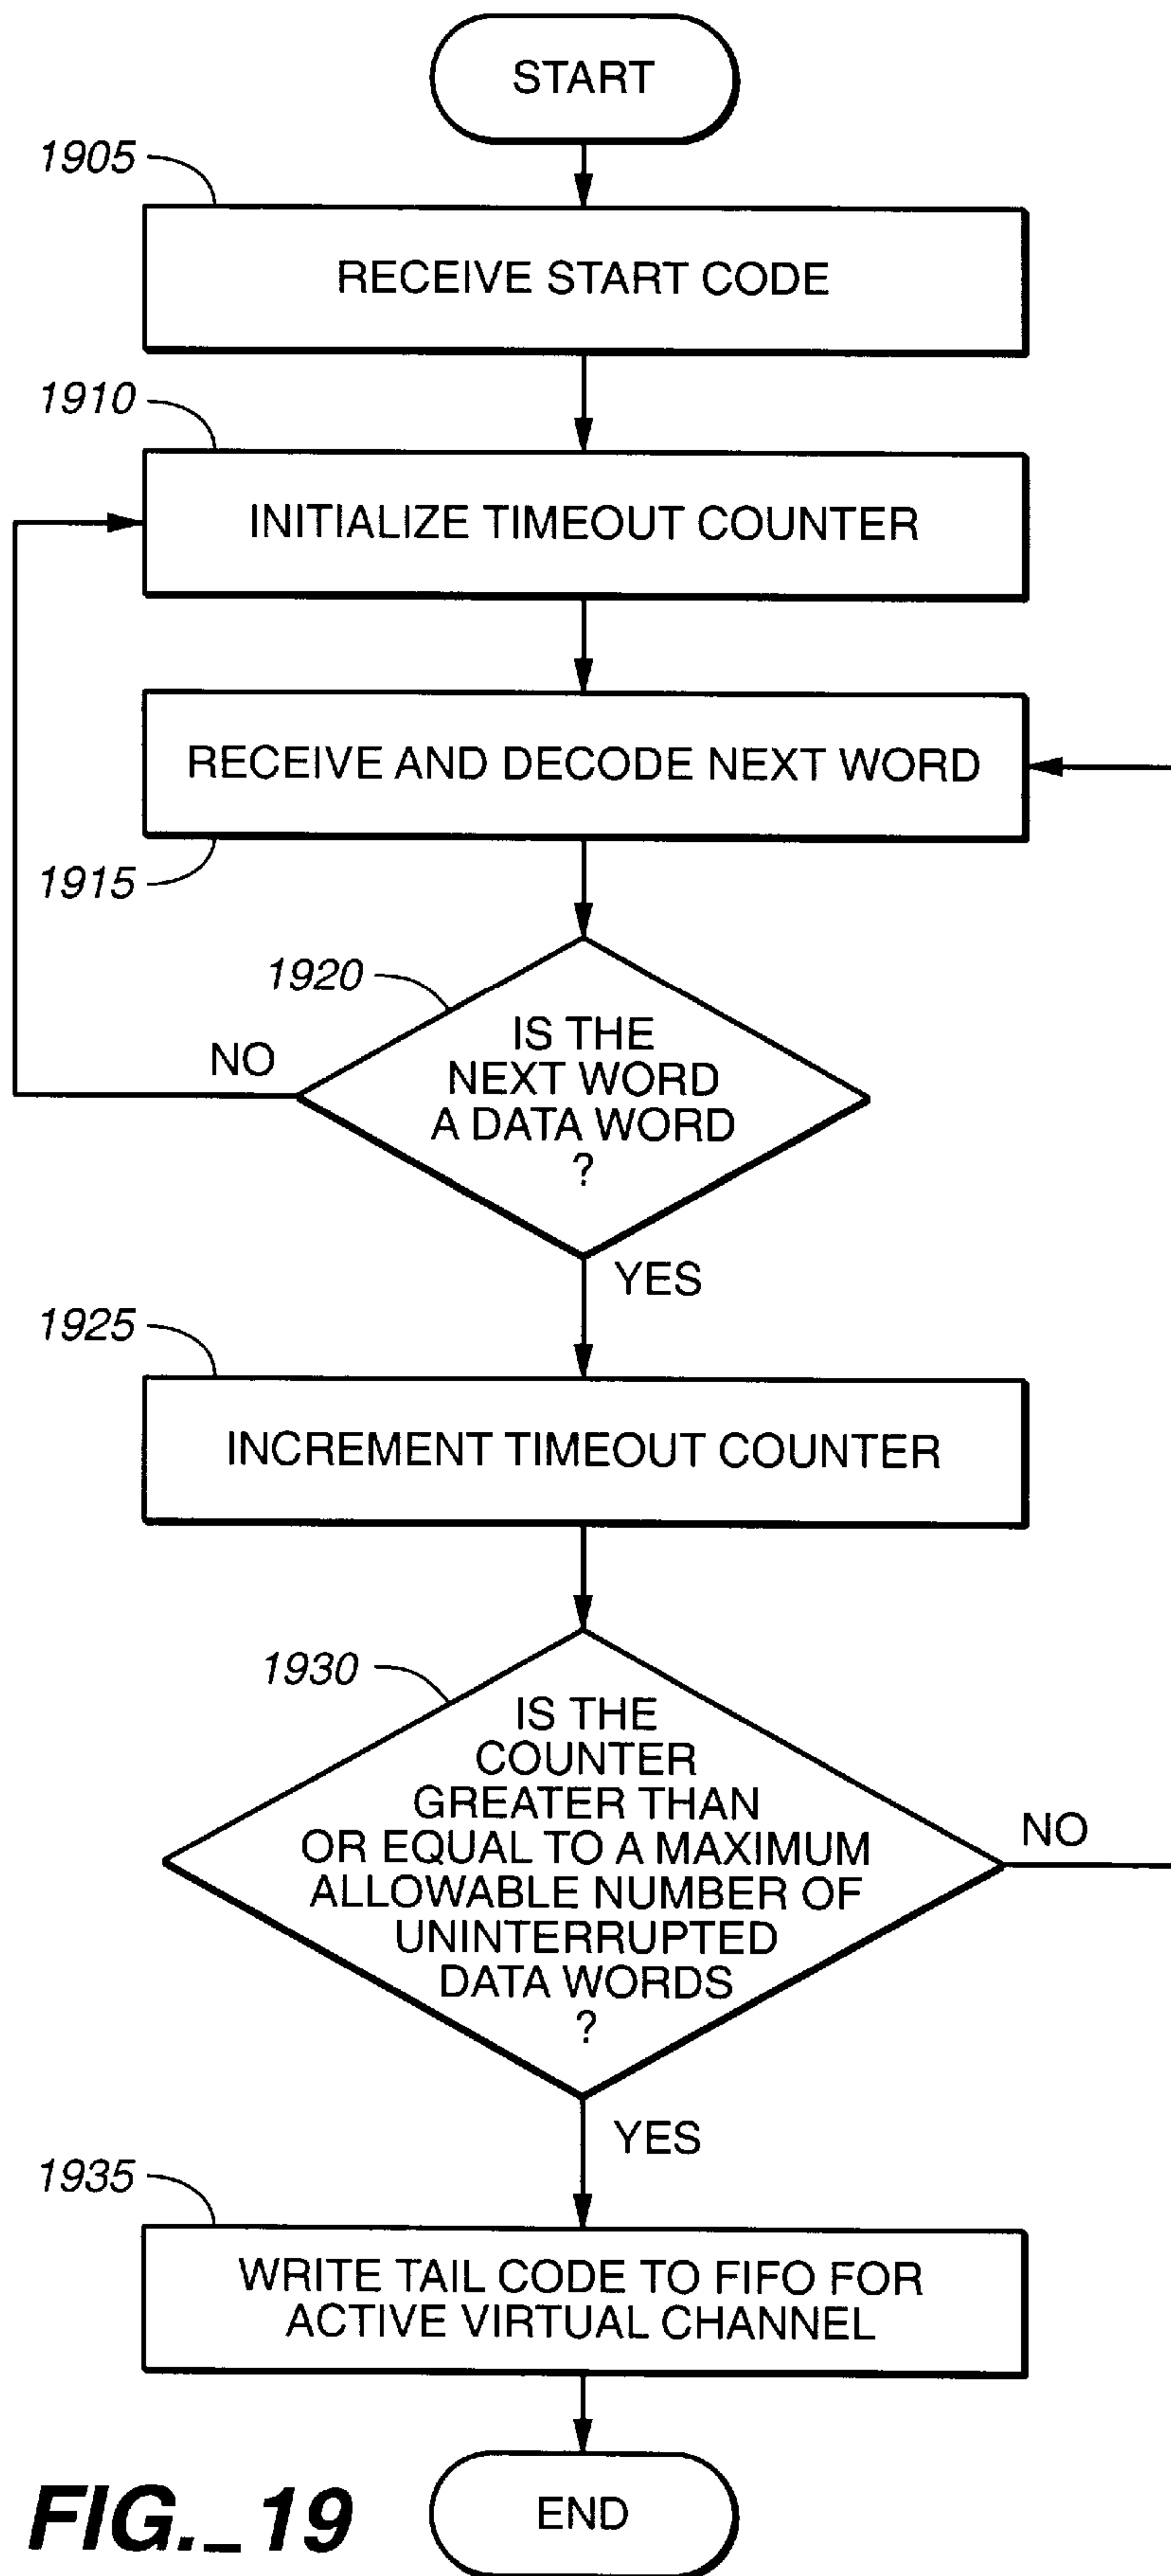 START
1905
RECEIVE START CODE
1910
INITIALIZE TIMEOUT COUNTER
RECEIVE AND DECODE NEXT WORD
1915
1920
IS THE
NEXT WORD
A DATA WORD
?
NO
YES
1925
INCREMENT TIMEOUT COUNTER
1930
IS THE
COUNTER
GREATER THAN
OR EQUAL TO A MAXIMUM
ALLOWABLE NUMBER OF
UNINTERRUPTED
DATA WORDS
?
NO
YES
1935
WRITE TAIL CODE TO FIFO FOR
ACTIVE VIRTUAL CHANNEL
END
FIG._19